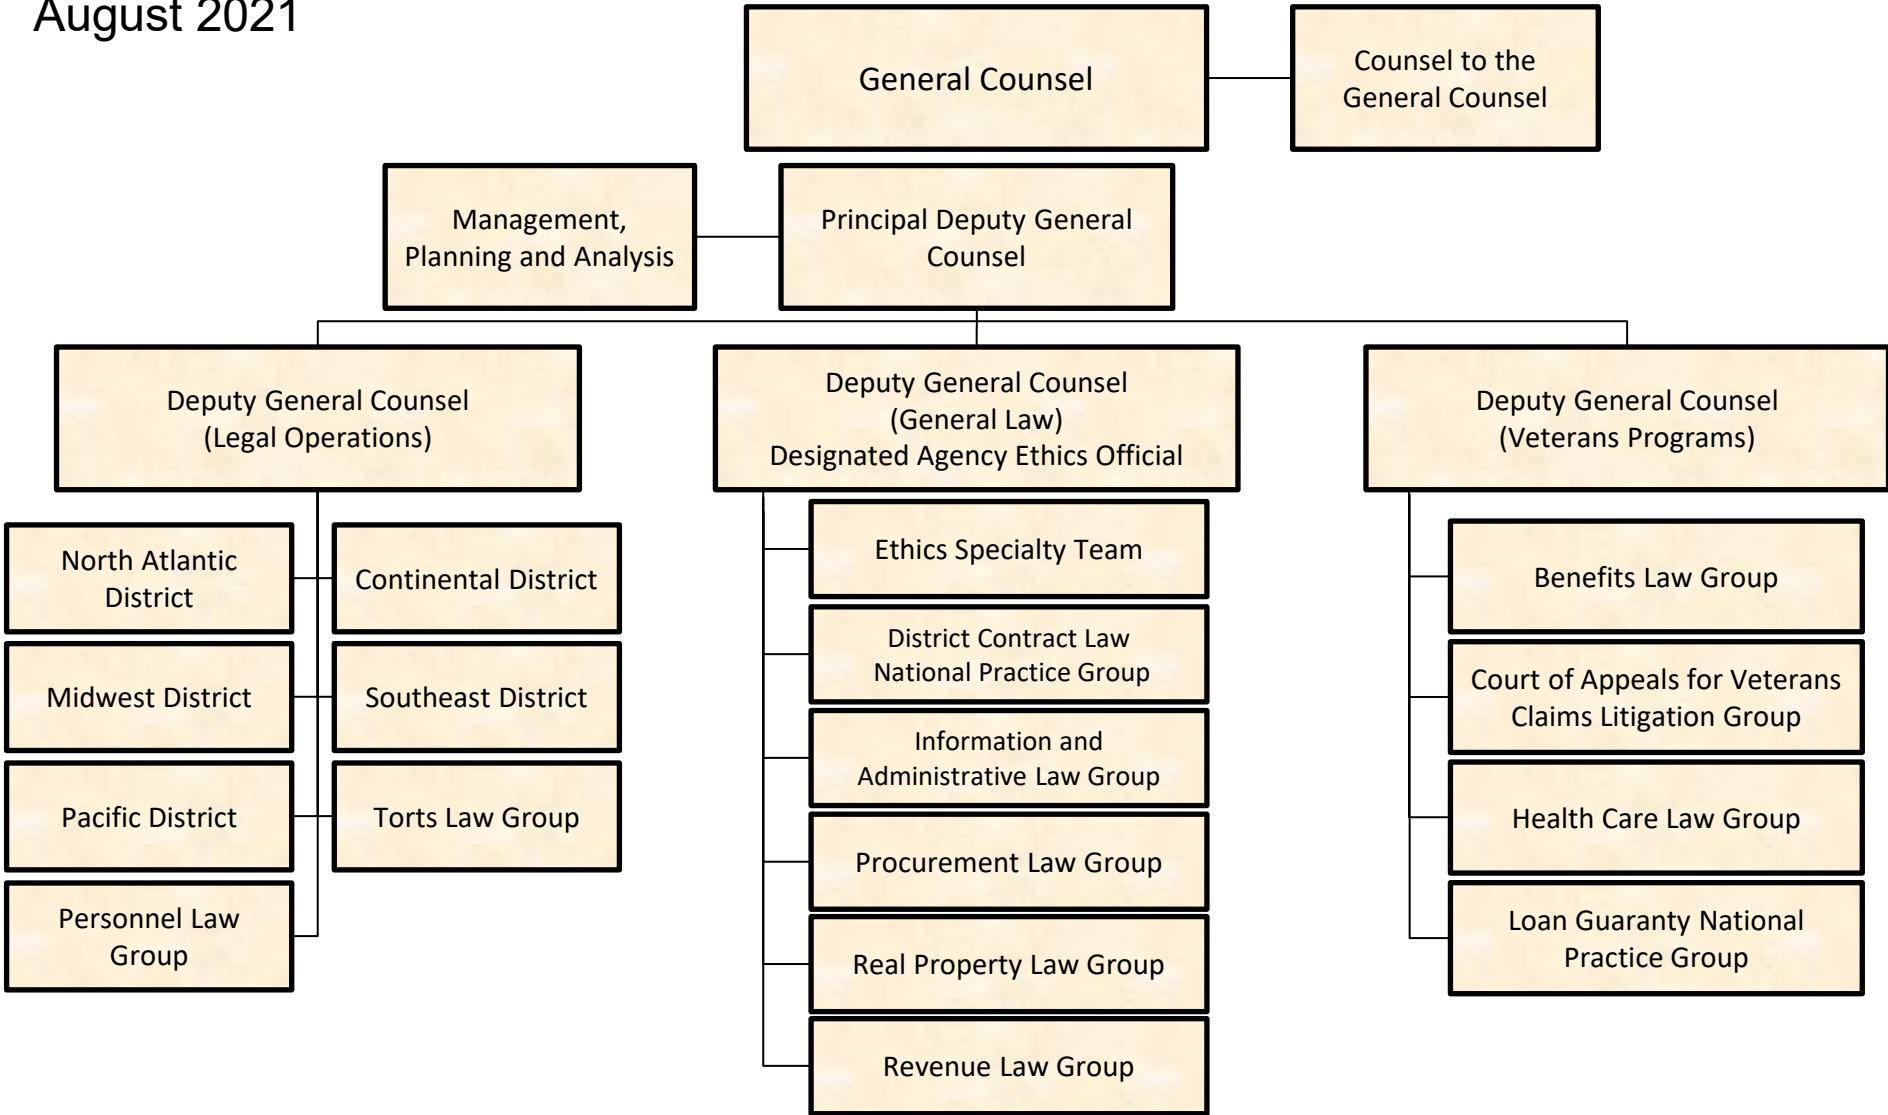 August 2021
General Counsel
Counsel to the
General Counsel
Management,
Planning and Analysis
Principal Deputy General
Counsel
Deputy General Counsel
(Legal Operations)
Deputy General Counsel
(General Law)
Designated Agency Ethics Official
Deputy General Counsel
(Veterans Programs)
North Atlantic
District
Continental District
Midwest District
Southeast District
Pacific District
Torts Law Group
Personnel Law
Group
Ethics Specialty Team
District Contract Law
National Practice Group
Information and
Administrative Law Group
Procurement Law Group
Real Property Law Group
Revenue Law Group
Benefits Law Group
Court of Appeals for Veterans
Claims Litigation Group
Health Care Law Group
Loan Guaranty National
Practice Group